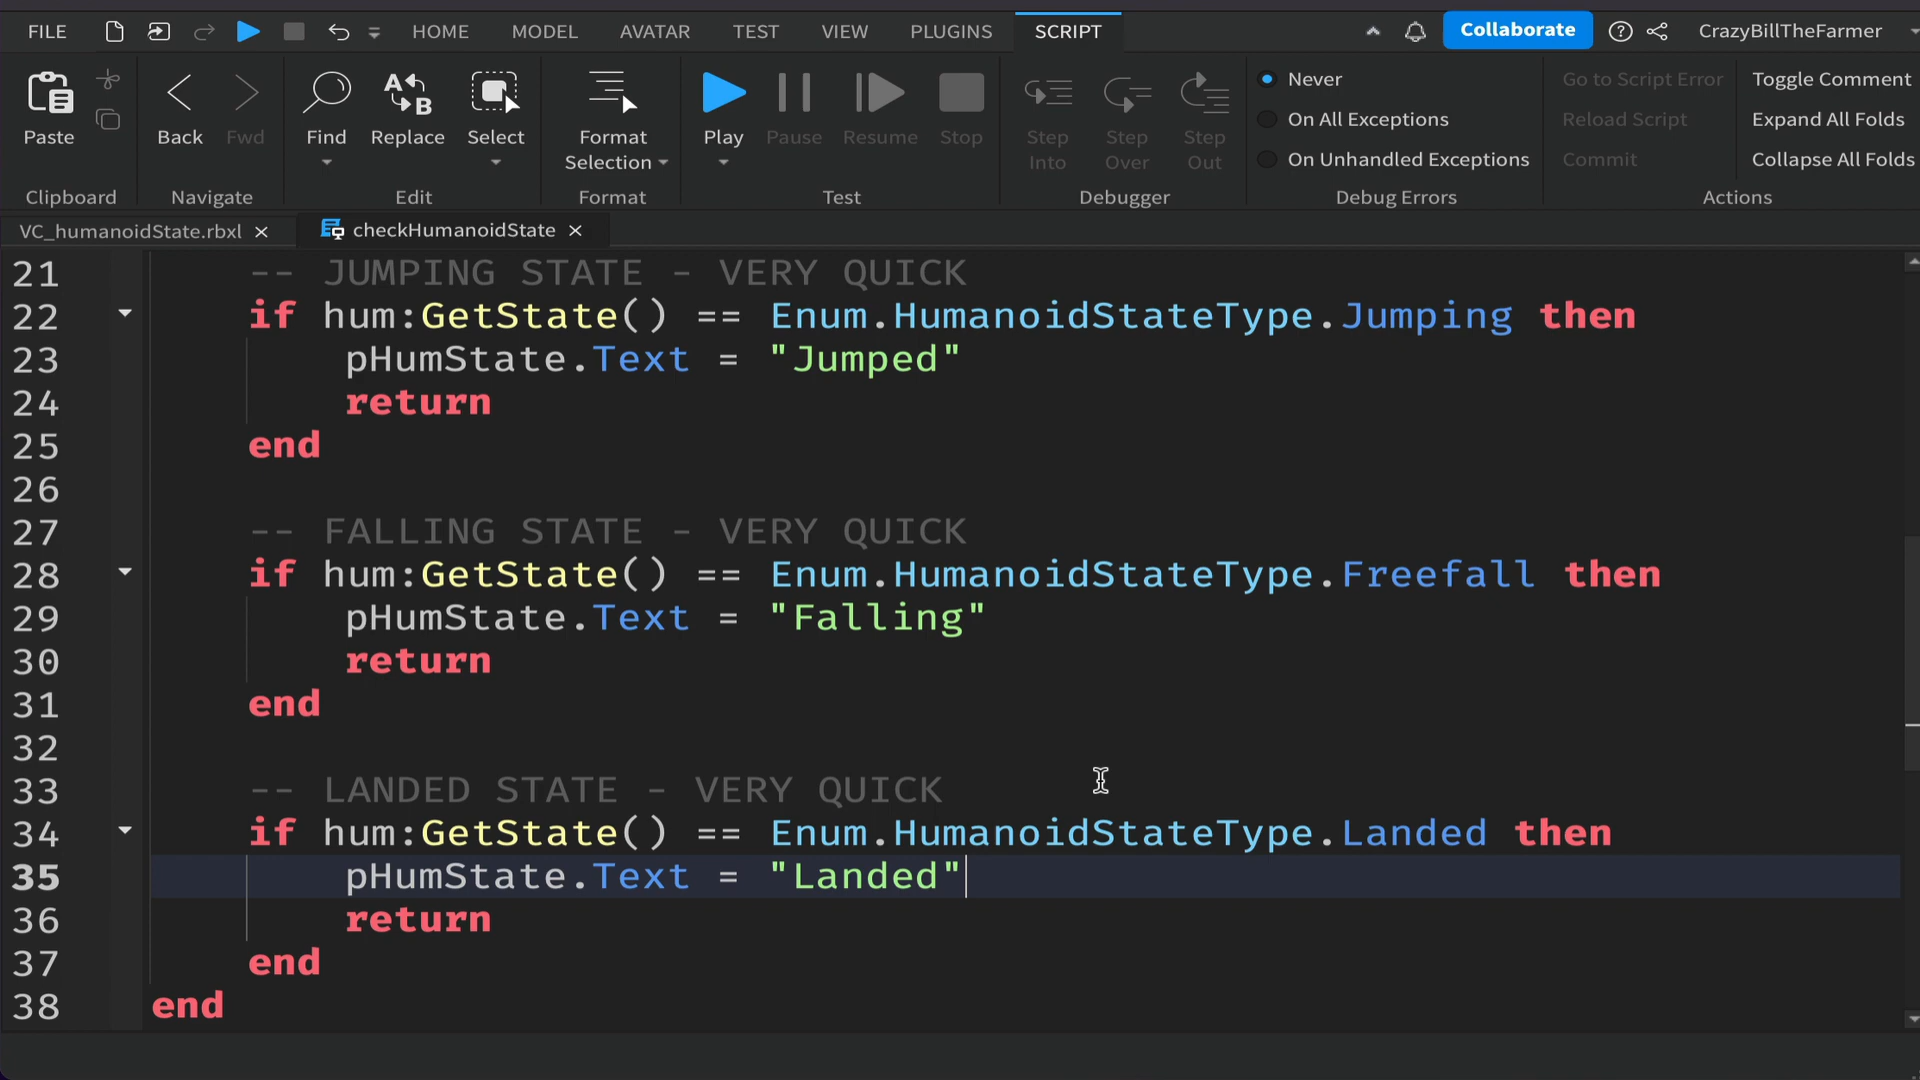 FILE HOME MODEL AVATAR TEST VIEW PLUGINS SCRIPT Collaborate CrazyBillTheFarmer
Paste Back Fwd Find Replace Select Format Selection Play Pause Resume Stop Step Into Step Over Step Out
Never
On All Exceptions
On Unhandled Exceptions
Go to Script Error
Reload Script
Commit
Toggle Comment
Expand All Folds
Collapse All Folds
Clipboard Navigate Edit Format Test Debugger Debug Errors Actions
VC_humanoidState.rbxl checkHumanoidState
21 -- JUMPING STATE - VERY QUICK
22 if hum:GetState() == Enum.HumanoidStateType.Jumping then
23 pHumState.Text = "Jumped"
24 return
25 end
26
27 -- FALLING STATE - VERY QUICK
28 if hum:GetState() == Enum.HumanoidStateType.Freefall then
29 pHumState.Text = "Falling"
30 return
31 end
32
33 -- LANDED STATE - VERY QUICK
34 if hum:GetState() == Enum.HumanoidStateType.Landed then
35 pHumState.Text = "Landed"
36 return
37 end
38 end